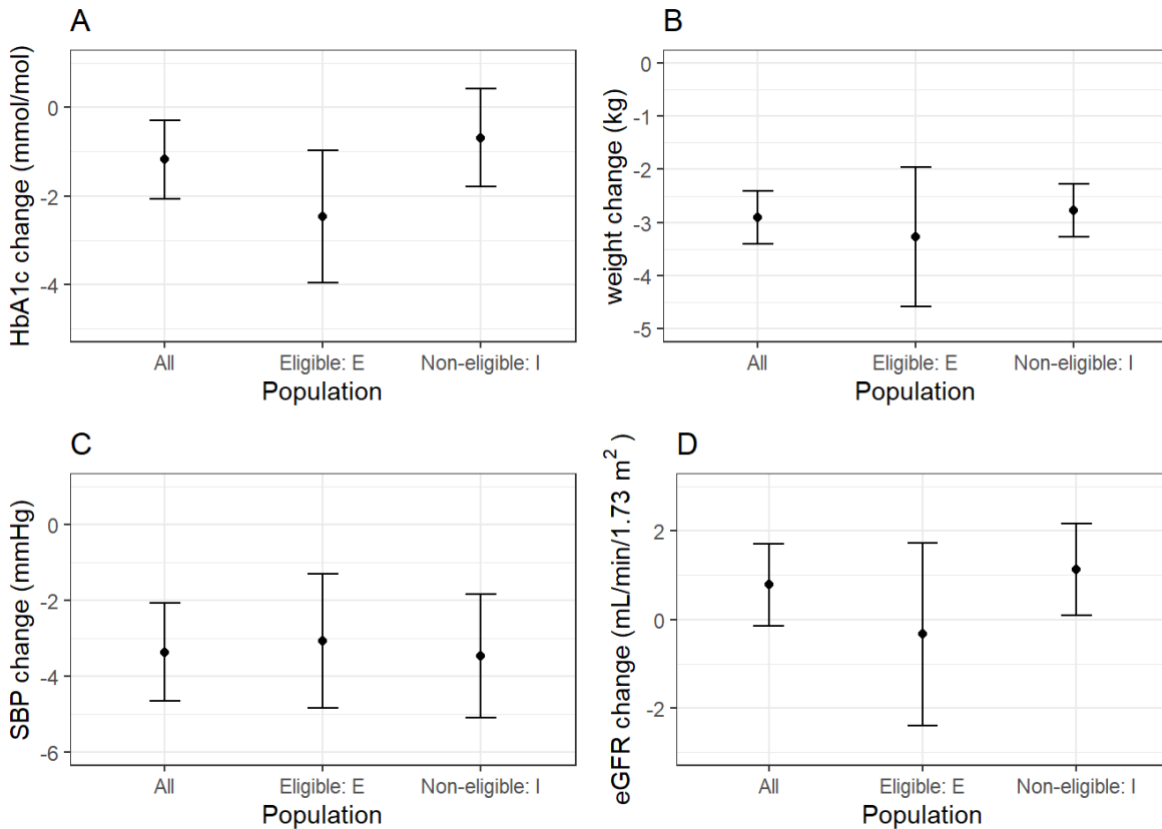 A
HbA1c change (mmol/mol)
0
-2
-4
All Eligible: E Non-eligible: I
Population
B
weight change (kg)
0
-1
-2
-3
-4
-5
All Eligible: E Non-eligible: I
Population
C
SBP change (mmHg)
0
-2
-4
-6
All Eligible: E Non-eligible: I
Population
D
eGFR change (mL/min/1.73 m²)
2
0
-2
All Eligible: E Non-eligible: I
Population